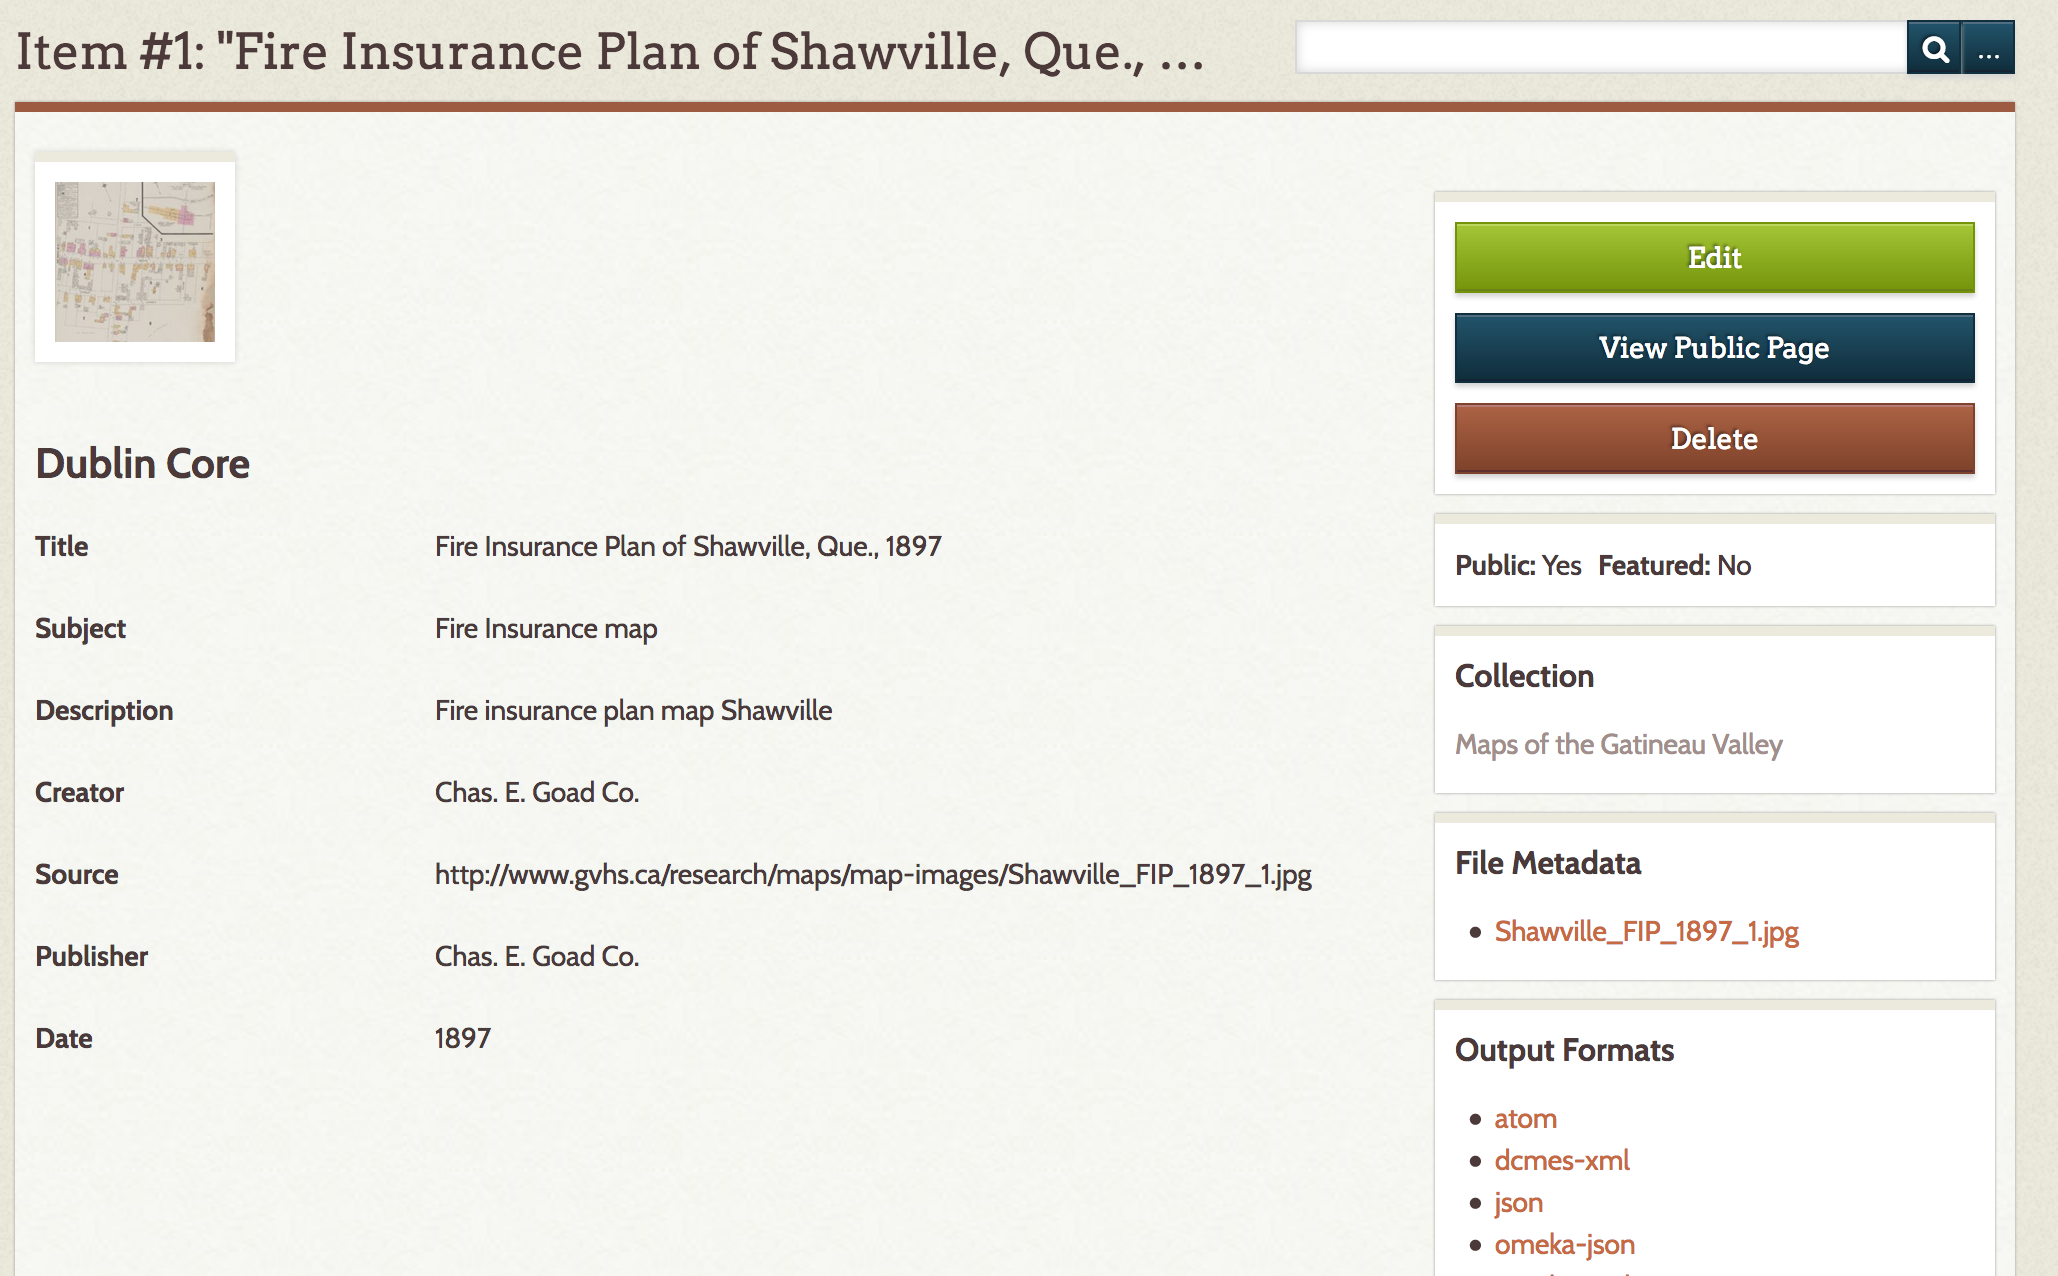 Item #1: "Fire Insurance Plan of Shawville, Que., ...
...
Edit
View Public Page
Delete
Public: Yes Featured: No
Collection
Maps of the Gatineau Valley
File Metadata
Shawville_FIP_1897_1.jpg
Output Formats
atom
dcmes-xml
json
omeka-json
Dublin Core
Title
Fire Insurance Plan of Shawville, Que., 1897
Subject
Fire Insurance map
Description
Fire insurance plan map Shawville
Creator
Chas. E. Goad Co.
Source
http://www.gvhs.ca/research/maps/map-images/Shawville_FIP_1897_1.jpg
Publisher
Chas. E. Goad Co.
Date
1897